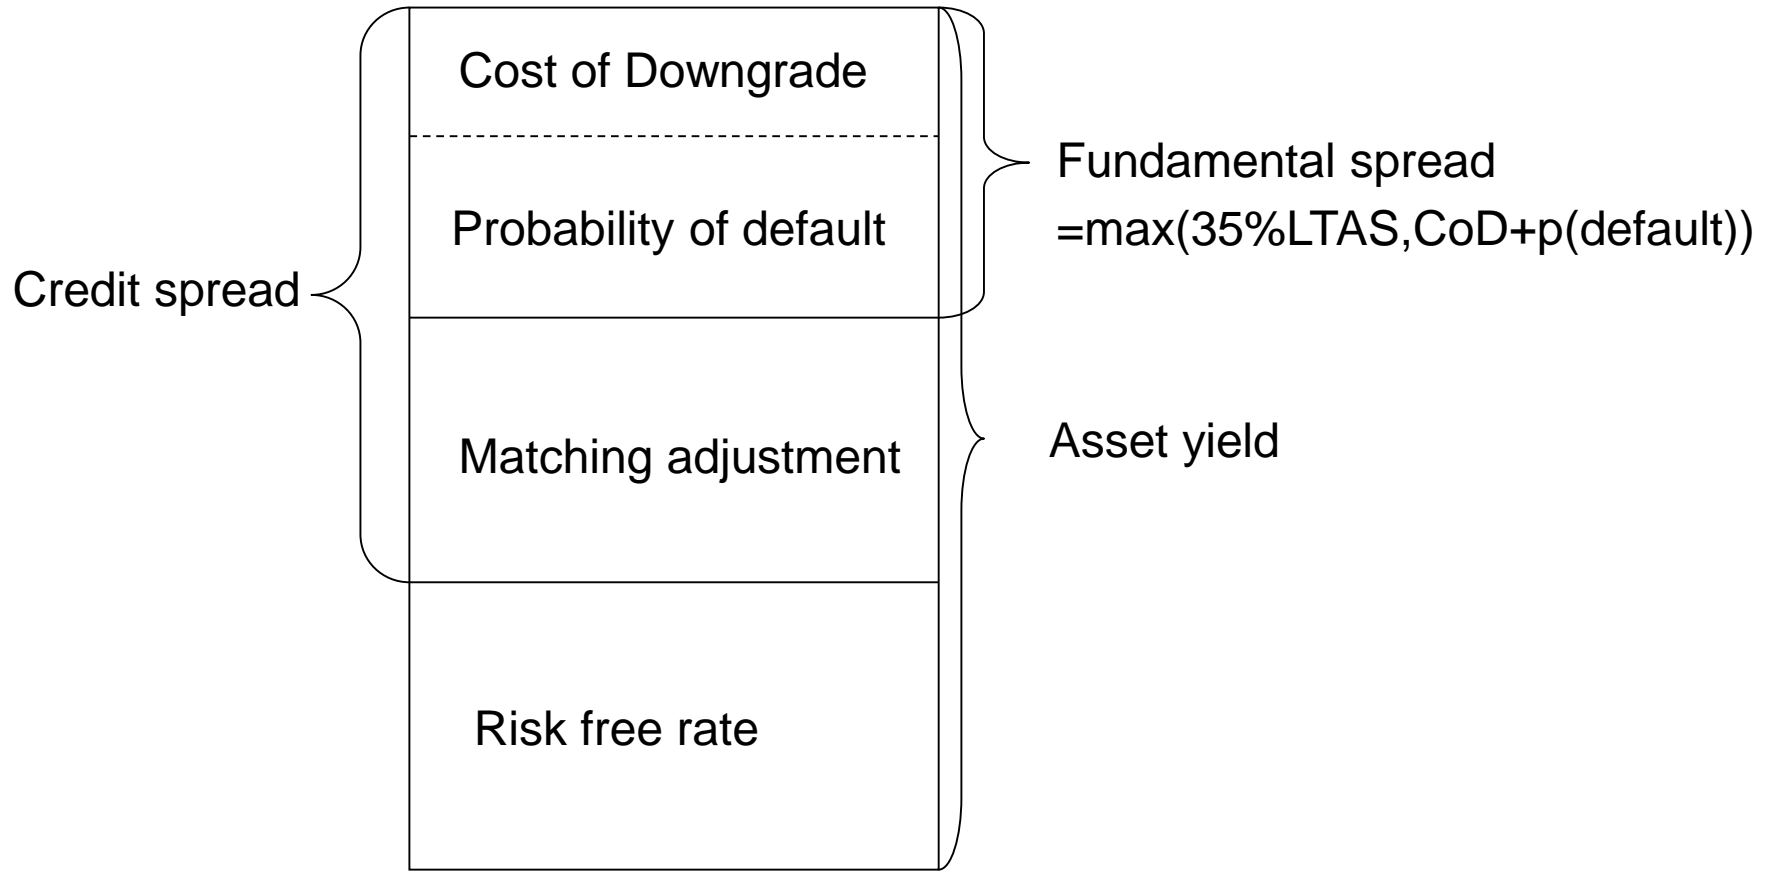 Cost of Downgrade
Fundamental spread
Probability of default
=max(35%LTAS,CoD+p(default))
Credit spread
Matching adjustment
Asset yield
Risk free rate